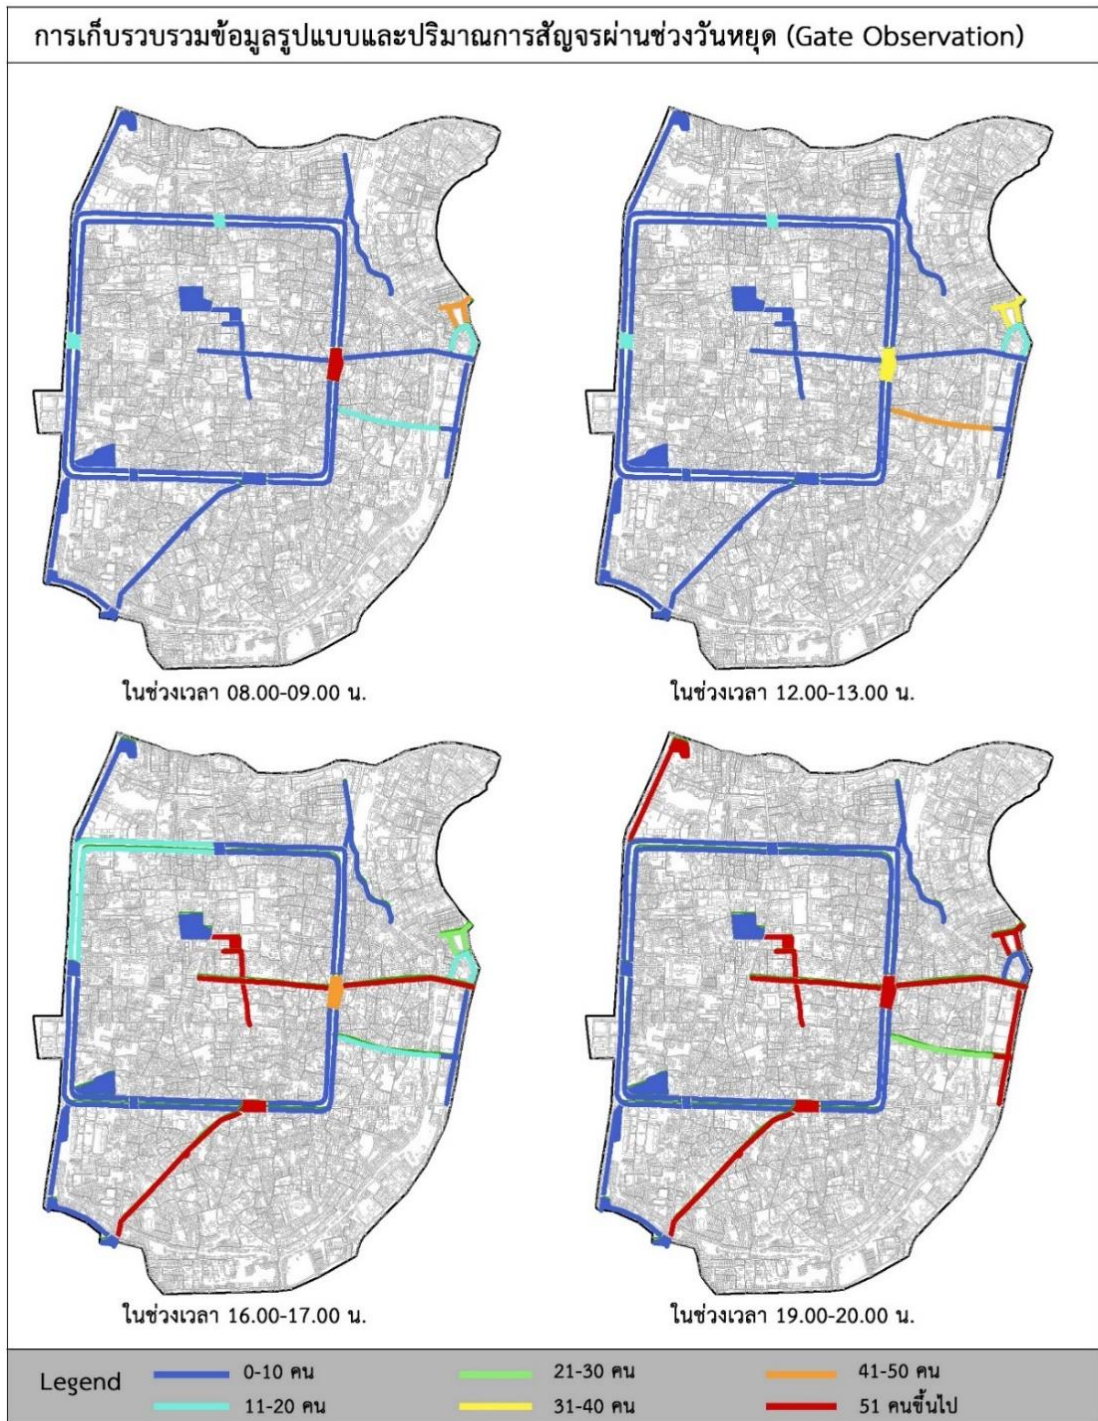 การเก็บรวบรวมข้อมูลรูปแบบและปริมาณการสัญจรผ่านช่วงวันหยุด (Gate Observation)
ในช่วงเวลา 08.00-09.00 น.
ในช่วงเวลา 12.00-13.00 น.
ในช่วงเวลา 16.00-17.00 น.
ในช่วงเวลา 19.00-20.00 น.
Legend
0-10 คน
21-30 คน
41-50 คน
11-20 คน
31-40 คน
51 คนขึ้นไป